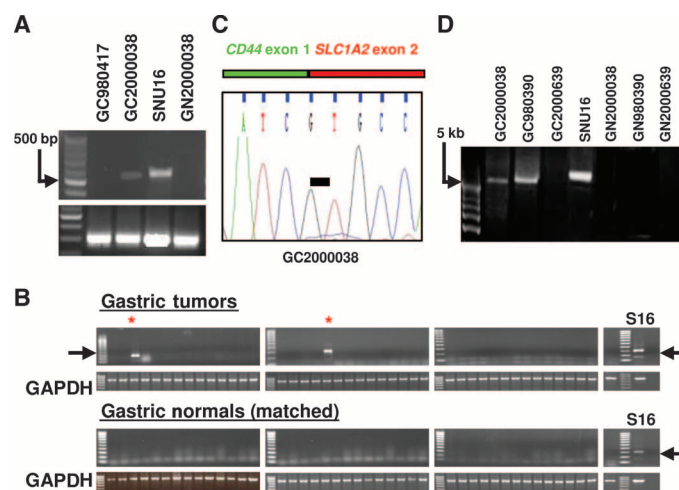 A
GC980417
GC2000038
SNU16
GN2000038
500 bp
C
CD44 exon 1 SLC1A2 exon 2
A T C G T G C C
GC2000038
D
GC2000038
GC980390
GC2000639
SNU16
GN2000038
GN980390
GN2000639
5 kb
B
Gastric tumors
* *
S16
GAPDH
Gastric normals (matched)
S16
GAPDH